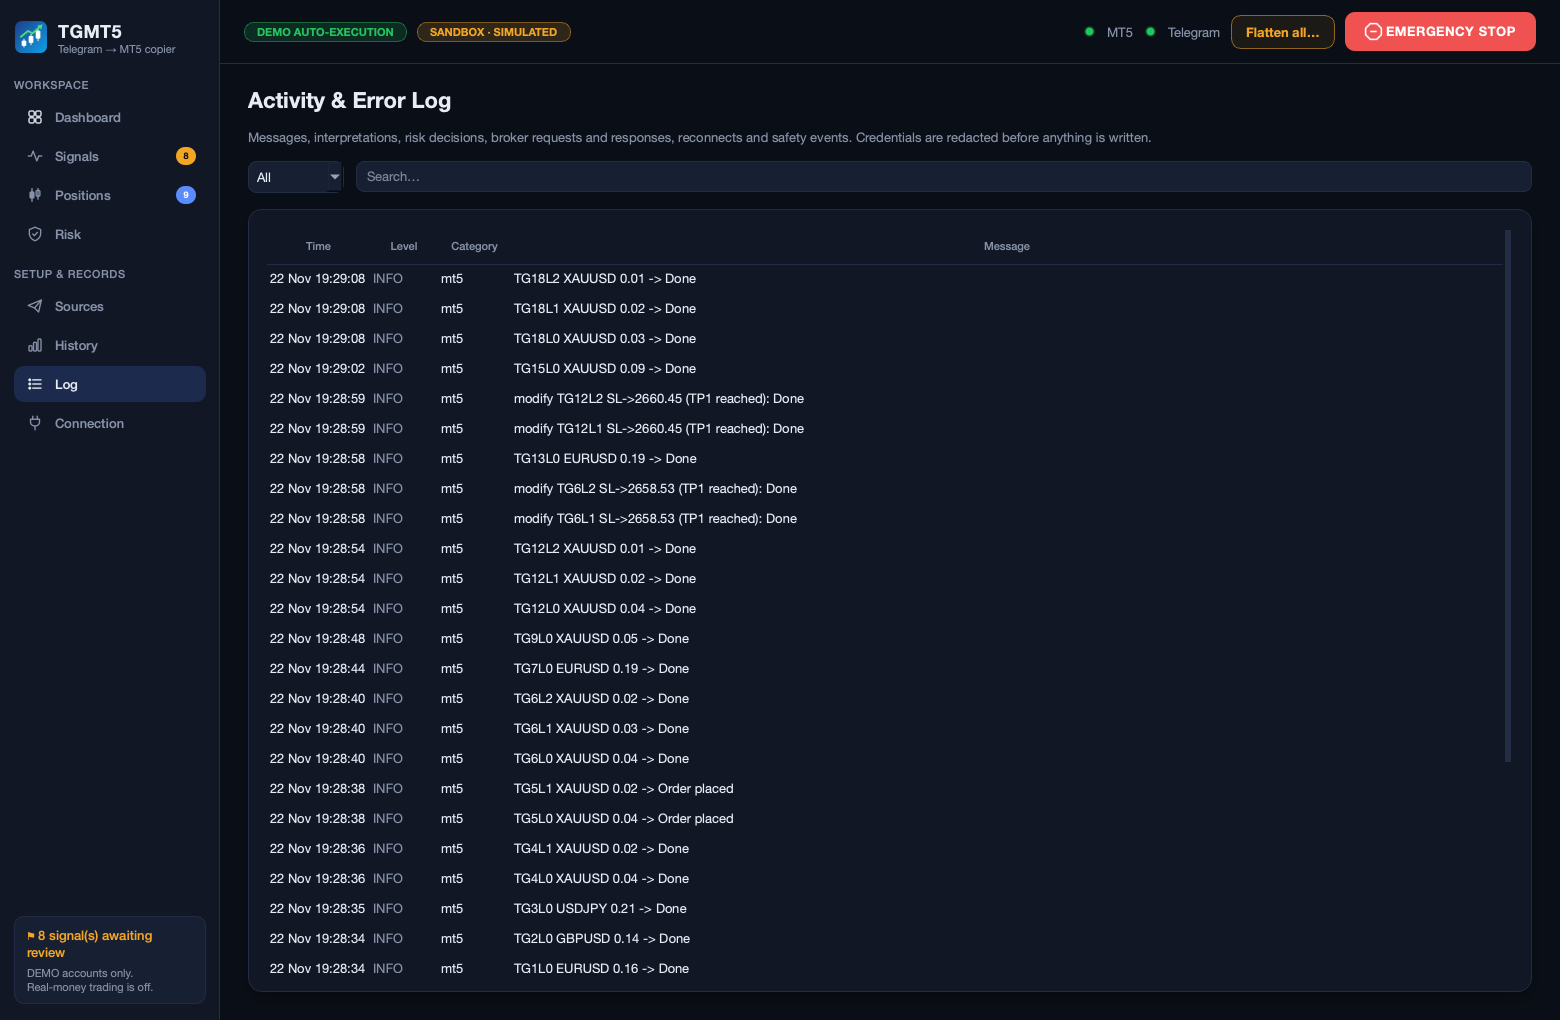 TGMT5
Telegram → MT5 copier
WORKSPACE
Dashboard
Signals 8
Positions 9
Risk
SETUP & RECORDS
Sources
History
Log
Connection
⚑ 8 signal(s) awaiting
review
DEMO accounts only.
Real-money trading is off.
DEMO AUTO-EXECUTION SANDBOX · SIMULATED MT5 Telegram Flatten all... EMERGENCY STOP
Activity & Error Log
Messages, interpretations, risk decisions, broker requests and responses, reconnects and safety events. Credentials are redacted before anything is written.
All Search...
Time Level Category Message
22 Nov 19:29:08 INFO mt5 TG18L2 XAUUSD 0.01 -> Done
22 Nov 19:29:08 INFO mt5 TG18L1 XAUUSD 0.02 -> Done
22 Nov 19:29:08 INFO mt5 TG18L0 XAUUSD 0.03 -> Done
22 Nov 19:29:02 INFO mt5 TG15L0 XAUUSD 0.09 -> Done
22 Nov 19:28:59 INFO mt5 modify TG12L2 SL->2660.45 (TP1 reached): Done
22 Nov 19:28:59 INFO mt5 modify TG12L1 SL->2660.45 (TP1 reached): Done
22 Nov 19:28:58 INFO mt5 TG13L0 EURUSD 0.19 -> Done
22 Nov 19:28:58 INFO mt5 modify TG6L2 SL->2658.53 (TP1 reached): Done
22 Nov 19:28:58 INFO mt5 modify TG6L1 SL->2658.53 (TP1 reached): Done
22 Nov 19:28:54 INFO mt5 TG12L2 XAUUSD 0.01 -> Done
22 Nov 19:28:54 INFO mt5 TG12L1 XAUUSD 0.02 -> Done
22 Nov 19:28:54 INFO mt5 TG12L0 XAUUSD 0.04 -> Done
22 Nov 19:28:48 INFO mt5 TG9L0 XAUUSD 0.05 -> Done
22 Nov 19:28:44 INFO mt5 TG7L0 EURUSD 0.19 -> Done
22 Nov 19:28:40 INFO mt5 TG6L2 XAUUSD 0.02 -> Done
22 Nov 19:28:40 INFO mt5 TG6L1 XAUUSD 0.03 -> Done
22 Nov 19:28:40 INFO mt5 TG6L0 XAUUSD 0.04 -> Done
22 Nov 19:28:38 INFO mt5 TG5L1 XAUUSD 0.02 -> Order placed
22 Nov 19:28:38 INFO mt5 TG5L0 XAUUSD 0.04 -> Order placed
22 Nov 19:28:36 INFO mt5 TG4L1 XAUUSD 0.02 -> Done
22 Nov 19:28:36 INFO mt5 TG4L0 XAUUSD 0.04 -> Done
22 Nov 19:28:35 INFO mt5 TG3L0 USDJPY 0.21 -> Done
22 Nov 19:28:34 INFO mt5 TG2L0 GBPUSD 0.14 -> Done
22 Nov 19:28:34 INFO mt5 TG1L0 EURUSD 0.16 -> Done